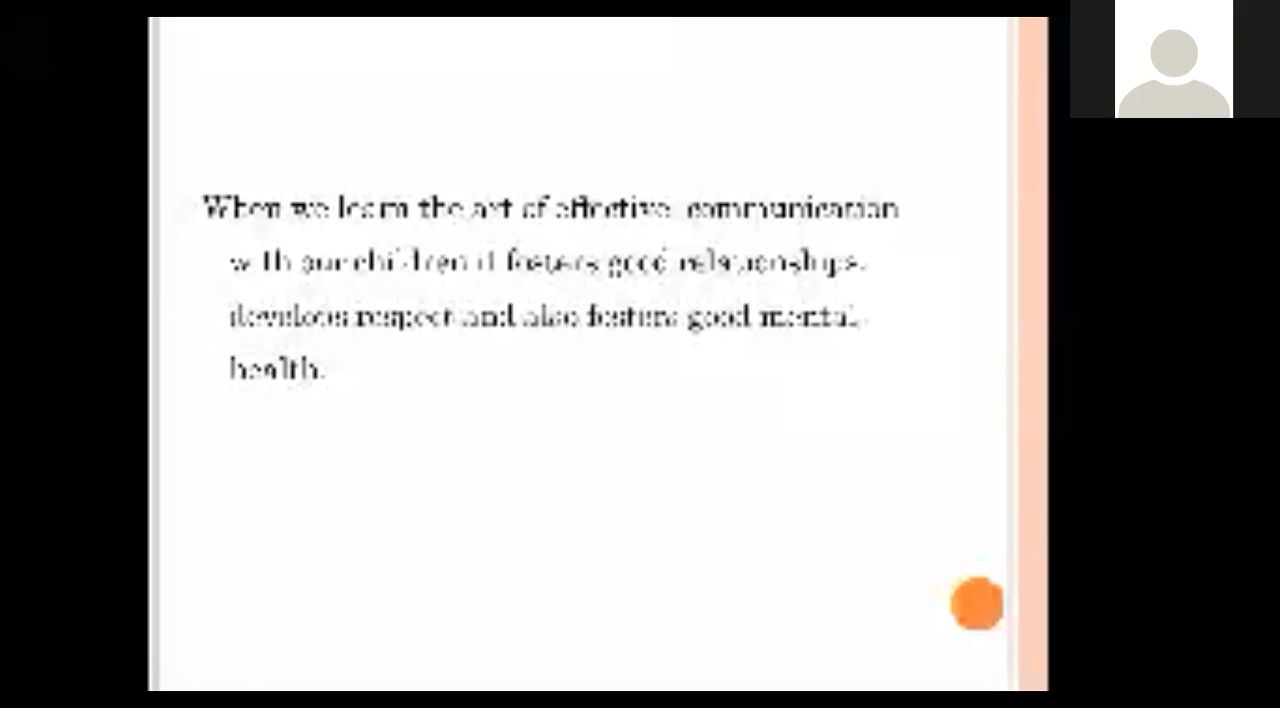 When we learn the art of effective communication
with our children it fosters good relationships,
develops respect and also fosters good mental
health.